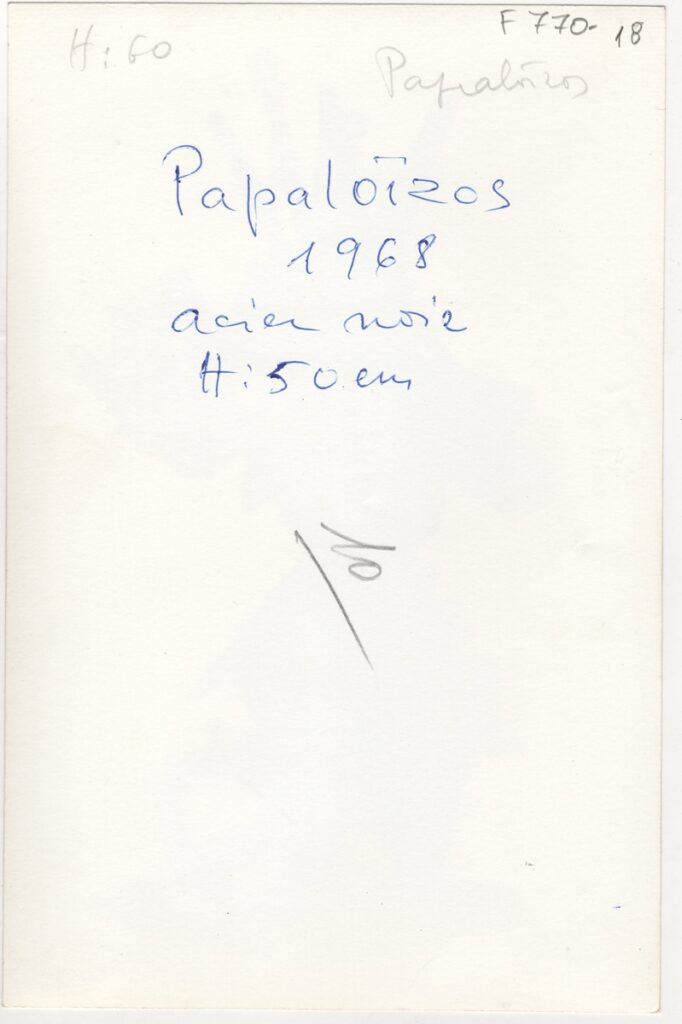 F 770-18
H: 60
Papaloïzos
Papaloïzos
1968
acier noir
H: 50 cm